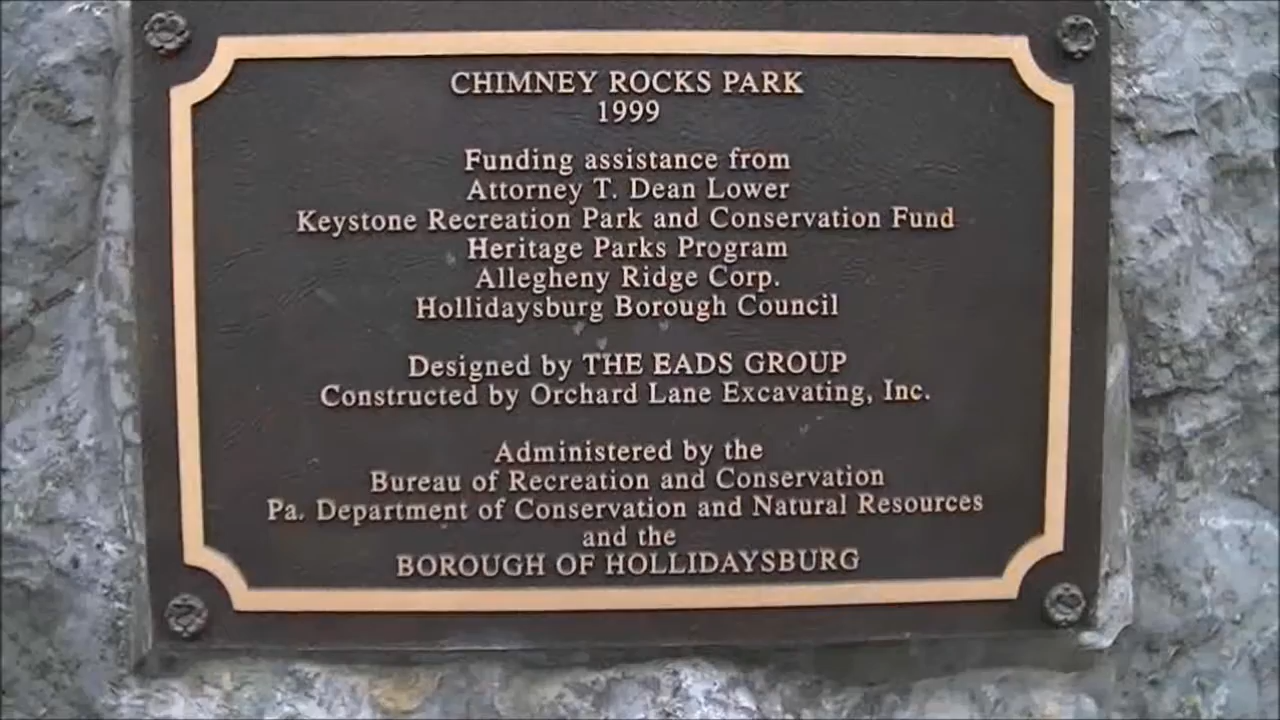 CHIMNEY ROCKS PARK
1999
Funding assistance from
Attorney T. Dean Lower
Keystone Recreation Park and Conservation Fund
Heritage Parks Program
Allegheny Ridge Corp.
Hollidaysburg Borough Council
Designed by THE EADS GROUP
Constructed by Orchard Lane Excavating, Inc.
Administered by the
Bureau of Recreation and Conservation
Pa. Department of Conservation and Natural Resources
and the
BOROUGH OF HOLLIDAYSBURG